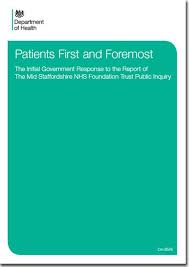 Department
of Health
Patients First and Foremost
The Initial Government Response to the Report of
The Mid Staffordshire NHS Foundation Trust Public Inquiry